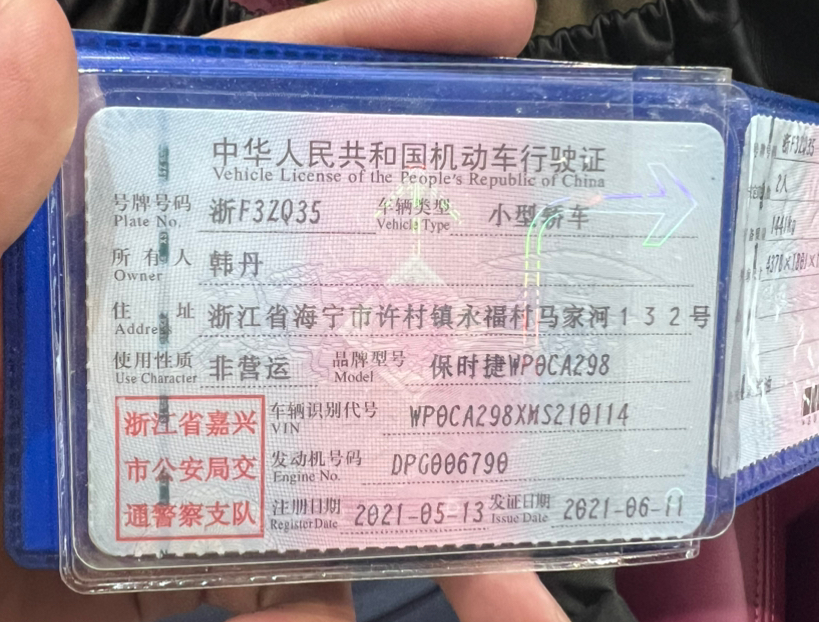 中华人民共和国机动车行驶证
Vehicle License of the People's Republic of China
号牌号码 浙F3ZQ35 车辆类型 小型轿车
Plate No. Vehicle Type
所有人 韩丹
Owner
住址 浙江省海宁市许村镇永福村马家河132号
Address
使用性质 非营运 品牌型号 保时捷WP0CA298
Use Character Model
浙江省嘉兴
市公安局交
通警察支队
车辆识别代号 WP0CA298XMS210114
VIN
发动机号码 DPG006790
Engine No.
注册日期 2021-05-13 发证日期 2021-06-11
Register Date Issue Date
浙F3ZQ35
2人
1441kg